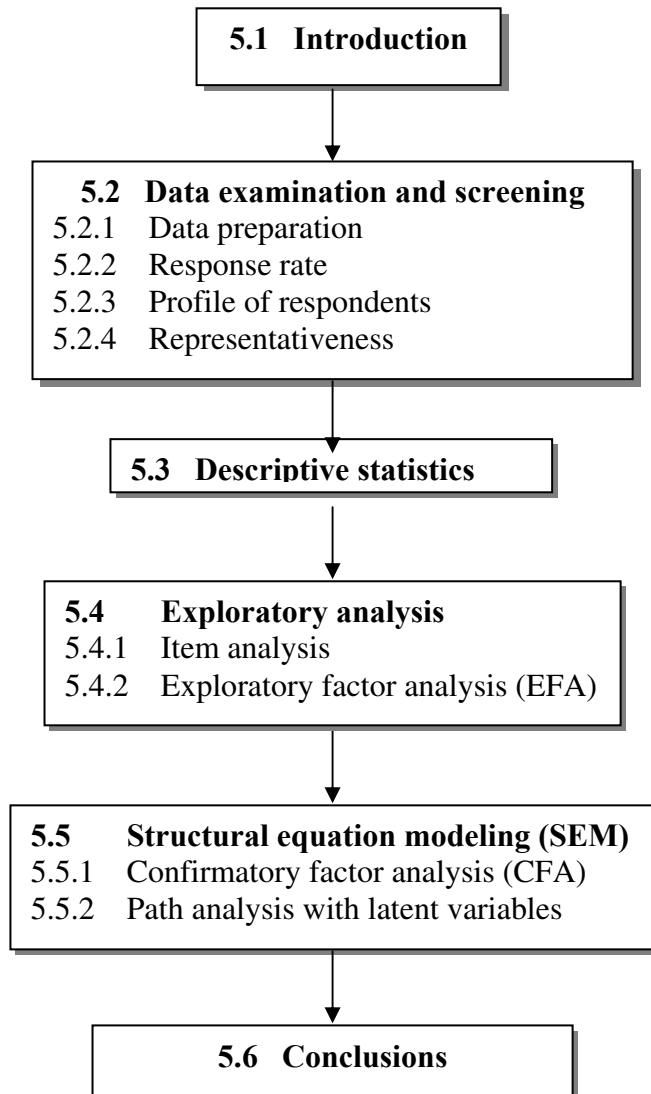 5.1 Introduction
5.2 Data examination and screening
5.2.1 Data preparation
5.2.2 Response rate
5.2.3 Profile of respondents
5.2.4 Representativeness
5.3 Descriptive statistics
5.4 Exploratory analysis
5.4.1 Item analysis
5.4.2 Exploratory factor analysis (EFA)
5.5 Structural equation modeling (SEM)
5.5.1 Confirmatory factor analysis (CFA)
5.5.2 Path analysis with latent variables
5.6 Conclusions